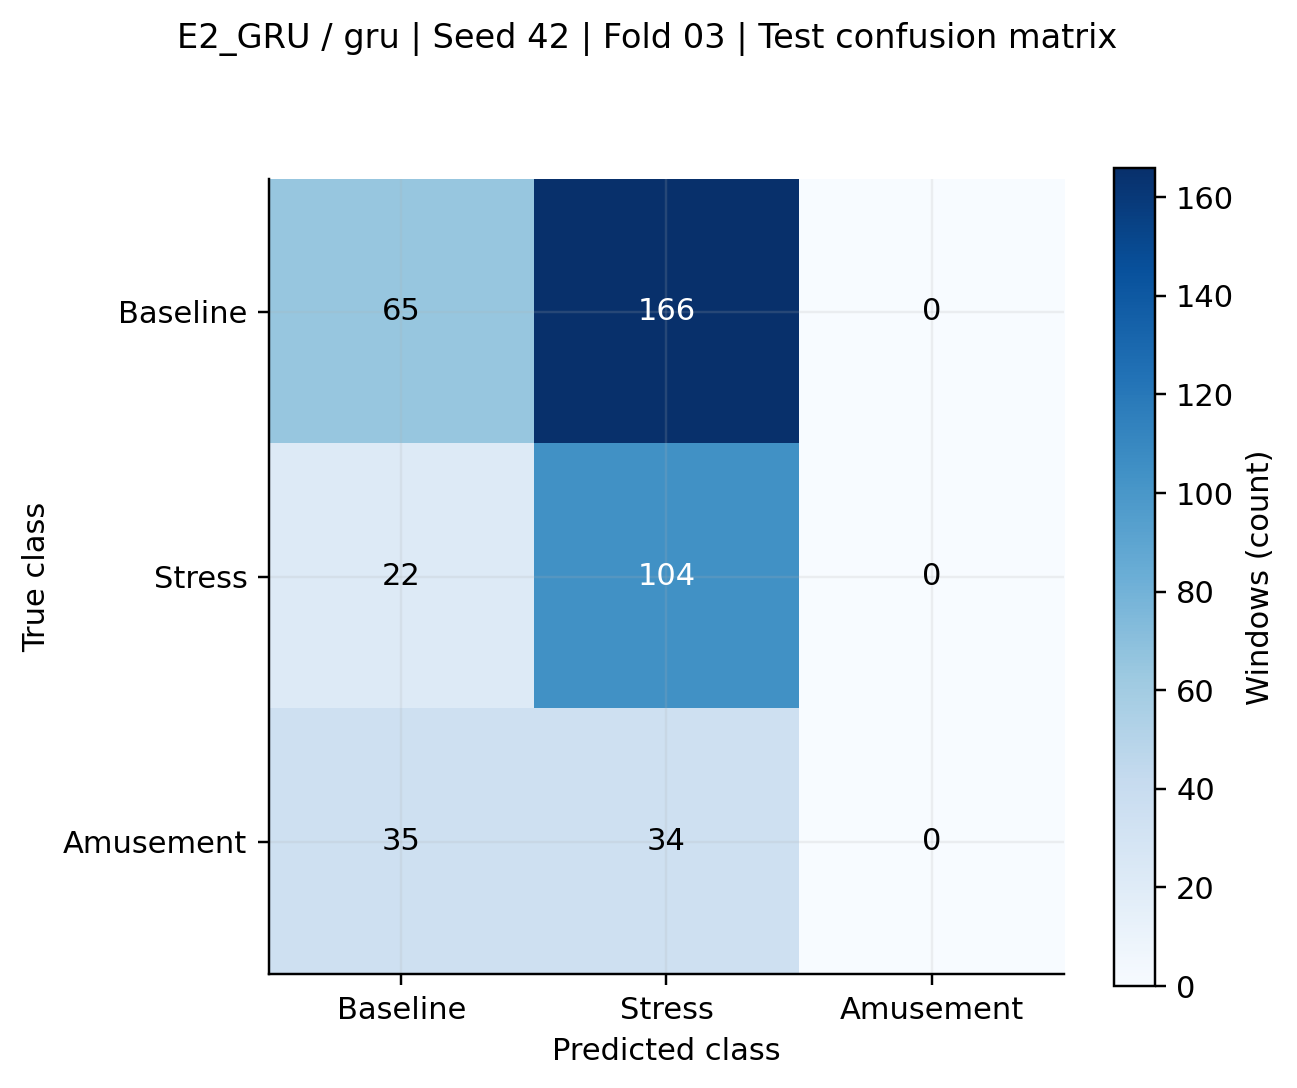 E2_GRU / gru | Seed 42 | Fold 03 | Test confusion matrix
Baseline 65 166 0
Stress 22 104 0
Amusement 35 34 0
Baseline Stress Amusement
Predicted class
True class
160
140
120
100
80
60
40
20
0
Windows (count)